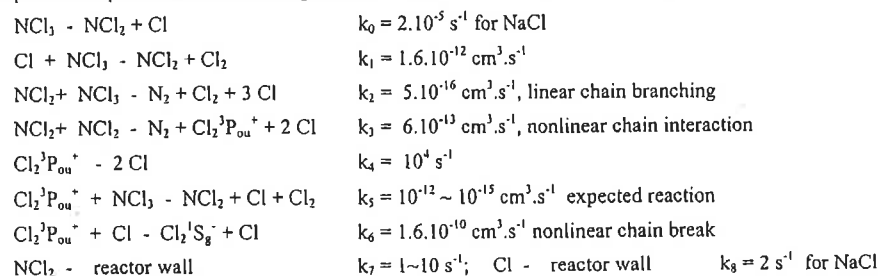 NCl₃ - NCl₂ + Cl k₀ = 2.10⁻⁵ s⁻¹ for NaCl
Cl + NCl₃ - NCl₂ + Cl₂ k₁ = 1.6.10⁻¹² cm³.s⁻¹
NCl₂+ NCl₃ - N₂ + Cl₂ + 3 Cl k₂ = 5.10⁻¹⁶ cm³.s⁻¹, linear chain branching
NCl₂+ NCl₂ - N₂ + Cl₂³Pₒᵤ⁺ + 2 Cl k₃ = 6.10⁻¹³ cm³.s⁻¹, nonlinear chain interaction
Cl₂³Pₒᵤ⁺ - 2 Cl k₄ = 10⁴ s⁻¹
Cl₂³Pₒᵤ⁺ + NCl₃ - NCl₂ + Cl + Cl₂ k₅ = 10⁻¹² ~ 10⁻¹⁵ cm³.s⁻¹ expected reaction
Cl₂³Pₒᵤ⁺ + Cl - Cl₂¹S_g⁻ + Cl k₆ = 1.6.10⁻¹⁰ cm³.s⁻¹ nonlinear chain break
NCl₂ - reactor wall k₇ = 1~10 s⁻¹; Cl - reactor wall k₈ = 2 s⁻¹ for NaCl